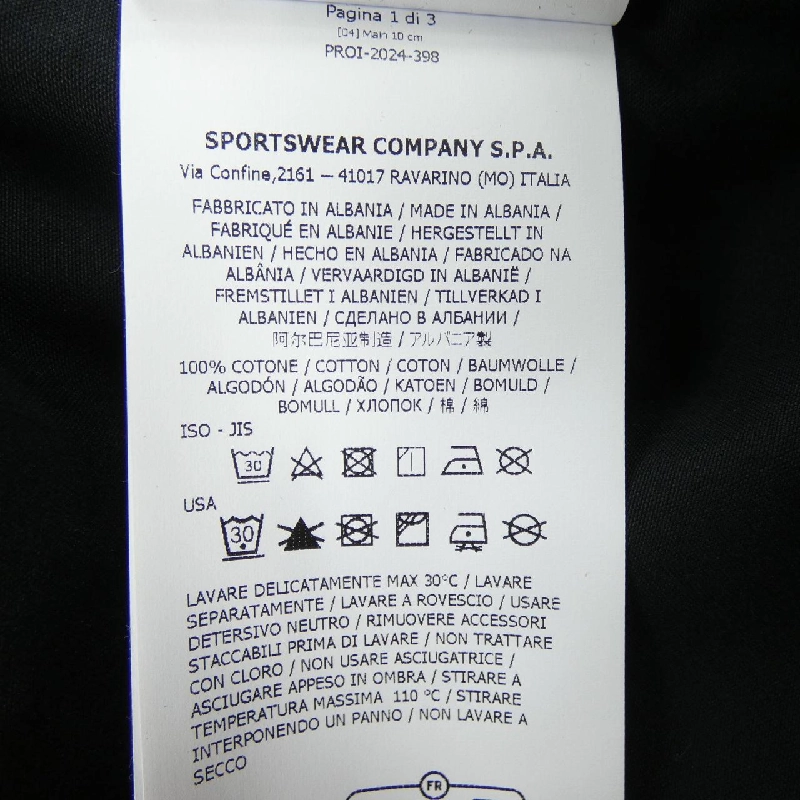 Pagina 1 di 3
[04] Main 10 cm
PROI-2024-398
SPORTSWEAR COMPANY S.P.A.
Via Confine,2161 – 41017 RAVARINO (MO) ITALIA
FABBRICATO IN ALBANIA / MADE IN ALBANIA /
FABRIQUÉ EN ALBANIE / HERGESTELLT IN
ALBANIEN / HECHO EN ALBANIA / FABRICADO NA
ALBÂNIA / VERVAARDIGD IN ALBANIË /
FREMSTILLET I ALBANIEN / TILLVERKAD I
ALBANIEN / СДЕЛАНО В АЛБАНИИ /
阿尔巴尼亚制造 / アルバニア製
100% COTONE / COTTON / COTON / BAUMWOLLE /
ALGODÓN / ALGODÃO / KATOEN / BOMULD /
BOMULL / ХЛОПОК / 棉 / 綿
ISO - JIS
30
USA
30
LAVARE DELICATAMENTE MAX 30°C / LAVARE
SEPARATAMENTE / LAVARE A ROVESCIO / USARE
DETERSIVO NEUTRO / RIMUOVERE ACCESSORI
STACCABILI PRIMA DI LAVARE / NON TRATTARE
CON CLORO / NON USARE ASCIUGATRICE /
ASCIUGARE APPESO IN OMBRA / STIRARE A
TEMPERATURA MASSIMA 110 °C / STIRARE
INTERPONENDO UN PANNO / NON LAVARE A
SECCO
FR